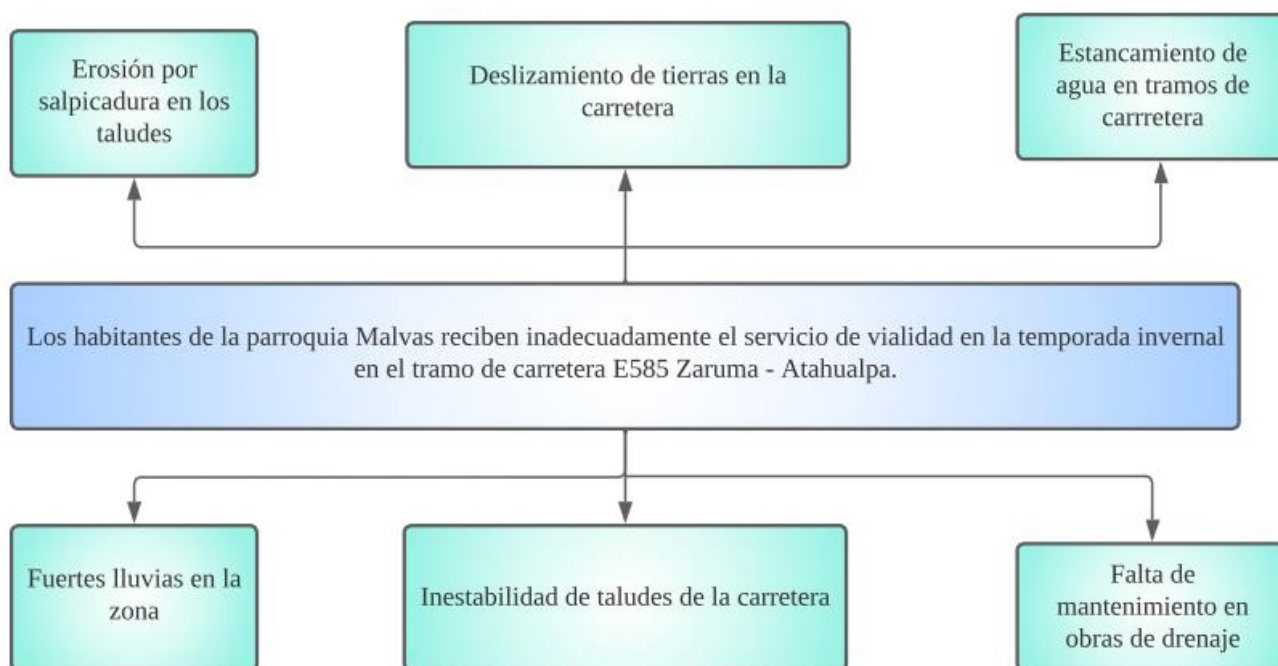 Erosión por
salpicadura en los
taludes
Deslizamiento de tierras en la
carretera
Estancamiento de
agua en tramos de
carrretera
Los habitantes de la parroquia Malvas reciben inadecuadamente el servicio de vialidad en la temporada invernal
en el tramo de carretera E585 Zaruma - Atahualpa.
Fuertes lluvias en la
zona
Inestabilidad de taludes de la carretera
Falta de
mantenimiento en
obras de drenaje